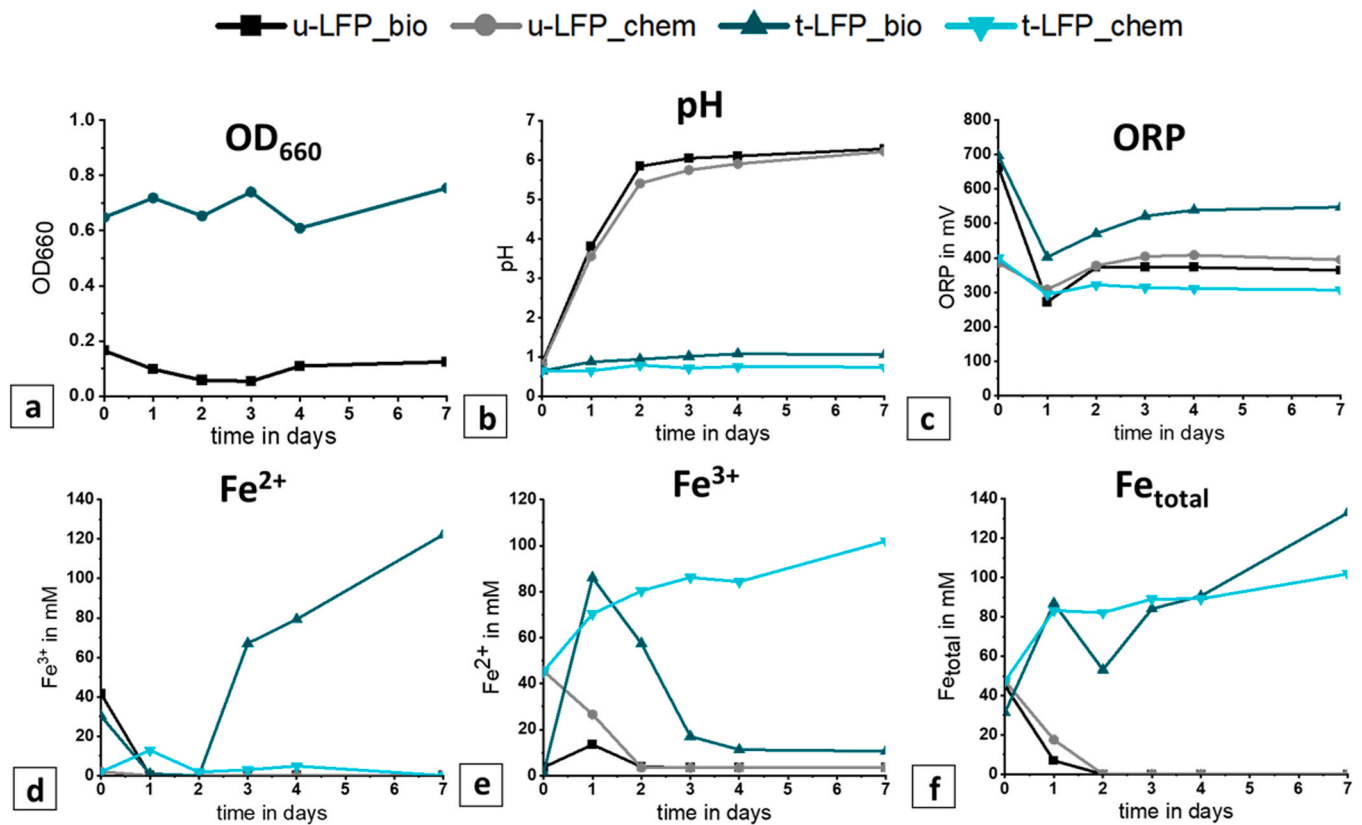 u-LFP_bio u-LFP_chem t-LFP_bio t-LFP_chem
OD660
1.0
0.8
0.6
0.4
0.2
0.0
OD660
0 1 2 3 4 5 6 7
time in days
a
pH
7
6
5
4
3
2
1
0
pH
0 1 2 3 4 5 6 7
time in days
b
ORP
800
700
600
500
400
300
200
100
0
ORP in mV
0 1 2 3 4 5 6 7
time in days
c
Fe2+
140
120
100
80
60
40
20
0
Fe3+ in mM
0 1 2 3 4 5 6 7
time in days
d
Fe3+
120
100
80
60
40
20
0
Fe2+ in mM
0 1 2 3 4 5 6 7
time in days
e
Fetotal
140
120
100
80
60
40
20
0
Fetotal in mM
0 1 2 3 4 5 6 7
time in days
f